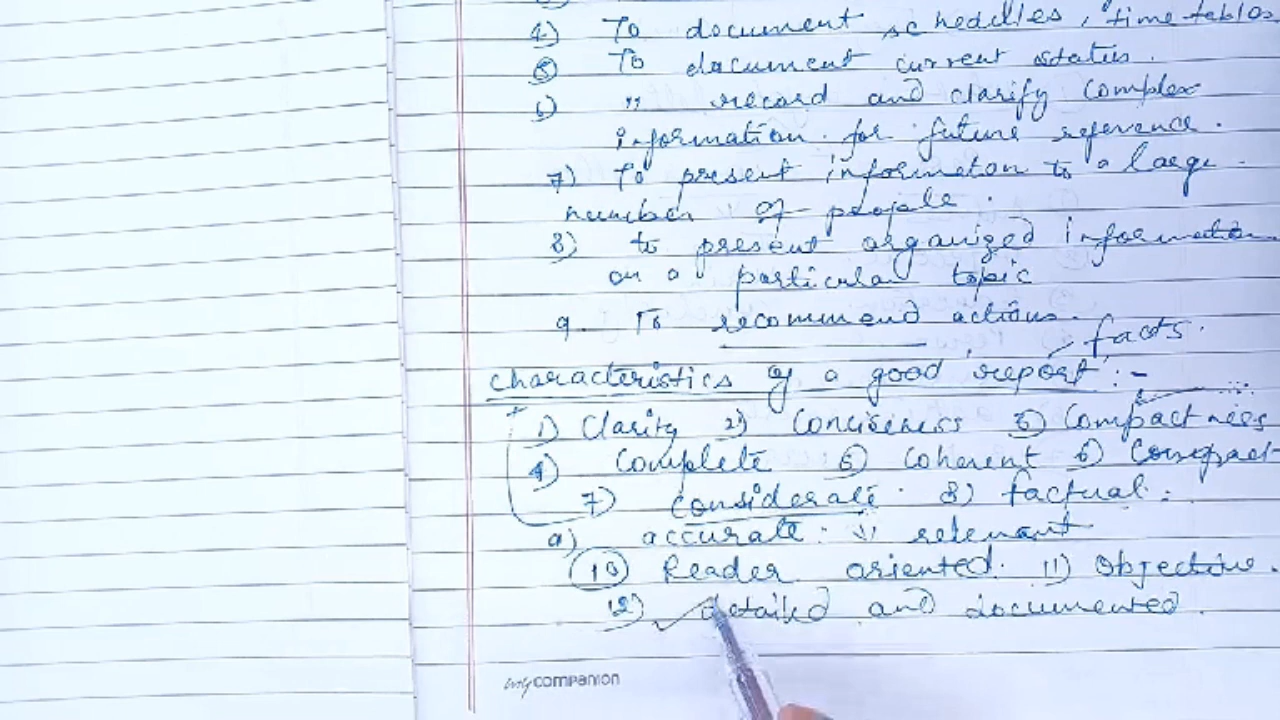 4) To document schedules, time tables
5) To document current status.
6) " record and clarify complex
information for future reference.
7) To present information to a large
number of people.
8) to present organized information
on a particular topic
9. To recommend actions.
facts.
characteristics of a good report :-
1) Clarity 2) Conciseness 3) Compactness
4) Complete 5) Coherent 6) Compact
7) considerate 8) factual.
9) accurate. relevant
10) Reader oriented. 11) Objective.
12) detailed and documented.
companion